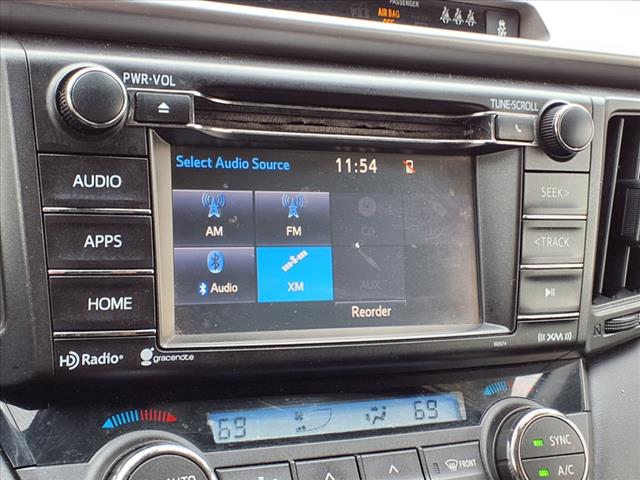 PASSENGER
AIR BAG
OFF
PWR·VOL
TUNE·SCROLL
Select Audio Source
11:54
AUDIO
AM
FM
CD
SEEK>
APPS
<TRACK
Audio
XM
AUX
HOME
Reorder
HD Radio
gracenote
XM
69
69
AUTO
FRONT
SYNC
A/C